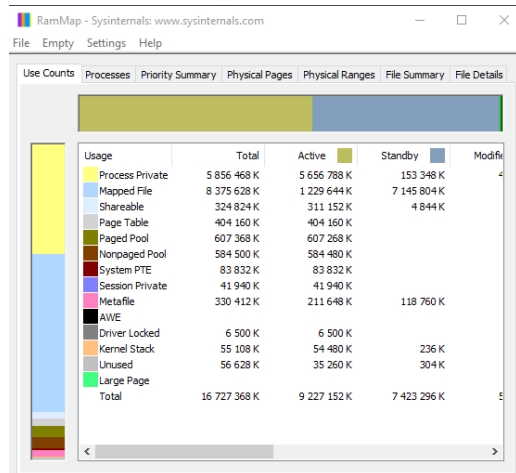 RamMap - Sysinternals: www.sysinternals.com
File Empty Settings Help
Use Counts Processes Priority Summary Physical Pages Physical Ranges File Summary File Details
Usage Total Active Standby Modifie
Process Private 5 856 468 K 5 656 788 K 153 348 K 4
Mapped File 8 375 628 K 1 229 644 K 7 145 804 K
Shareable 324 824 K 311 152 K 4 844 K
Page Table 404 160 K 404 160 K
Paged Pool 607 368 K 607 268 K
Nonpaged Pool 584 500 K 584 480 K
System PTE 83 832 K 83 832 K
Session Private 41 940 K 41 940 K
Metafile 330 412 K 211 648 K 118 760 K
AWE
Driver Locked 6 500 K 6 500 K
Kernel Stack 55 108 K 54 480 K 236 K
Unused 56 628 K 35 260 K 304 K
Large Page
Total 16 727 368 K 9 227 152 K 7 423 296 K 5